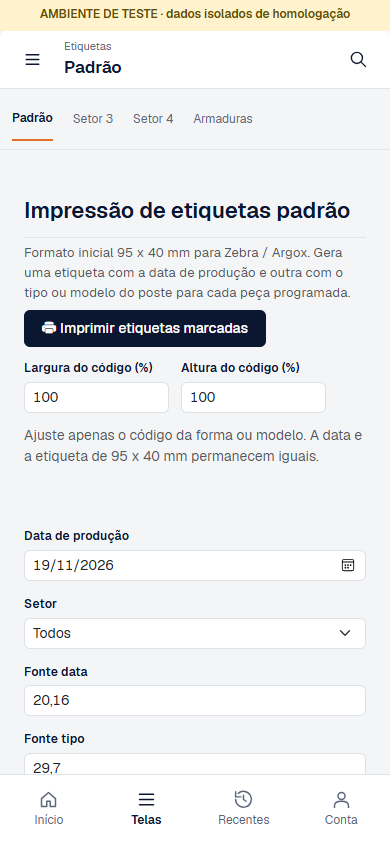 AMBIENTE DE TESTE · dados isolados de homologação
Etiquetas
Padrão
Padrão Setor 3 Setor 4 Armaduras
Impressão de etiquetas padrão
Formato inicial 95 x 40 mm para Zebra / Argox. Gera
uma etiqueta com a data de produção e outra com o
tipo ou modelo do poste para cada peça programada.
Imprimir etiquetas marcadas
Largura do código (%) Altura do código (%)
100 100
Ajuste apenas o código da forma ou modelo. A data e
a etiqueta de 95 x 40 mm permanecem iguais.
Data de produção
19/11/2026
Setor
Todos
Fonte data
20,16
Fonte tipo
29,7
Início Telas Recentes Conta